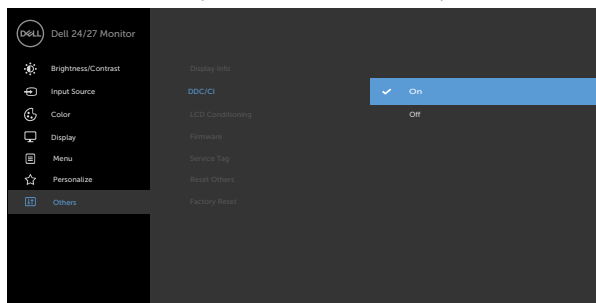 DELL Dell 24/27 Monitor
Brightness/Contrast Display Info
Input Source DDC/CI On
Color LCD Conditioning Off
Display Firmware
Menu Service Tag
Personalize Reset Others
Others Factory Reset